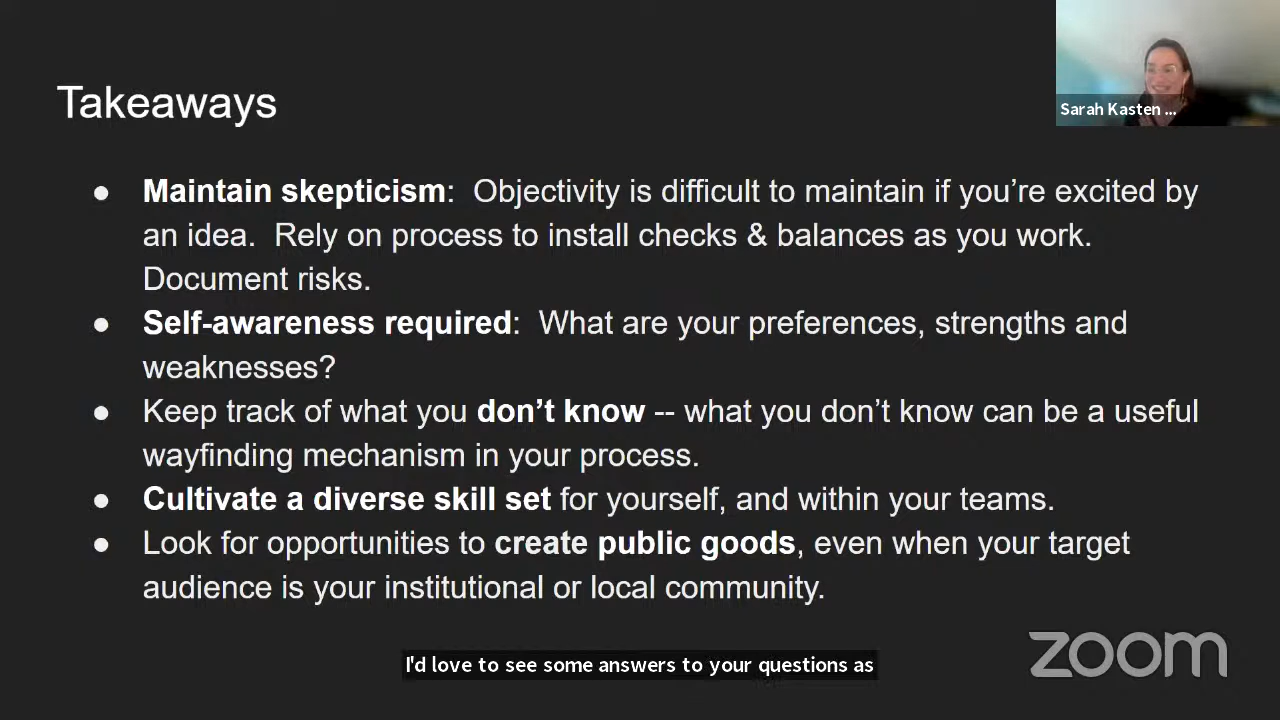 Takeaways
Sarah Kasten ...
● Maintain skepticism:  Objectivity is difficult to maintain if you’re excited by
an idea.  Rely on process to install checks & balances as you work.
Document risks.
● Self-awareness required:  What are your preferences, strengths and
weaknesses?
● Keep track of what you don’t know -- what you don’t know can be a useful
wayfinding mechanism in your process.
● Cultivate a diverse skill set for yourself, and within your teams.
● Look for opportunities to create public goods, even when your target
audience is your institutional or local community.
I'd love to see some answers to your questions as
zoom